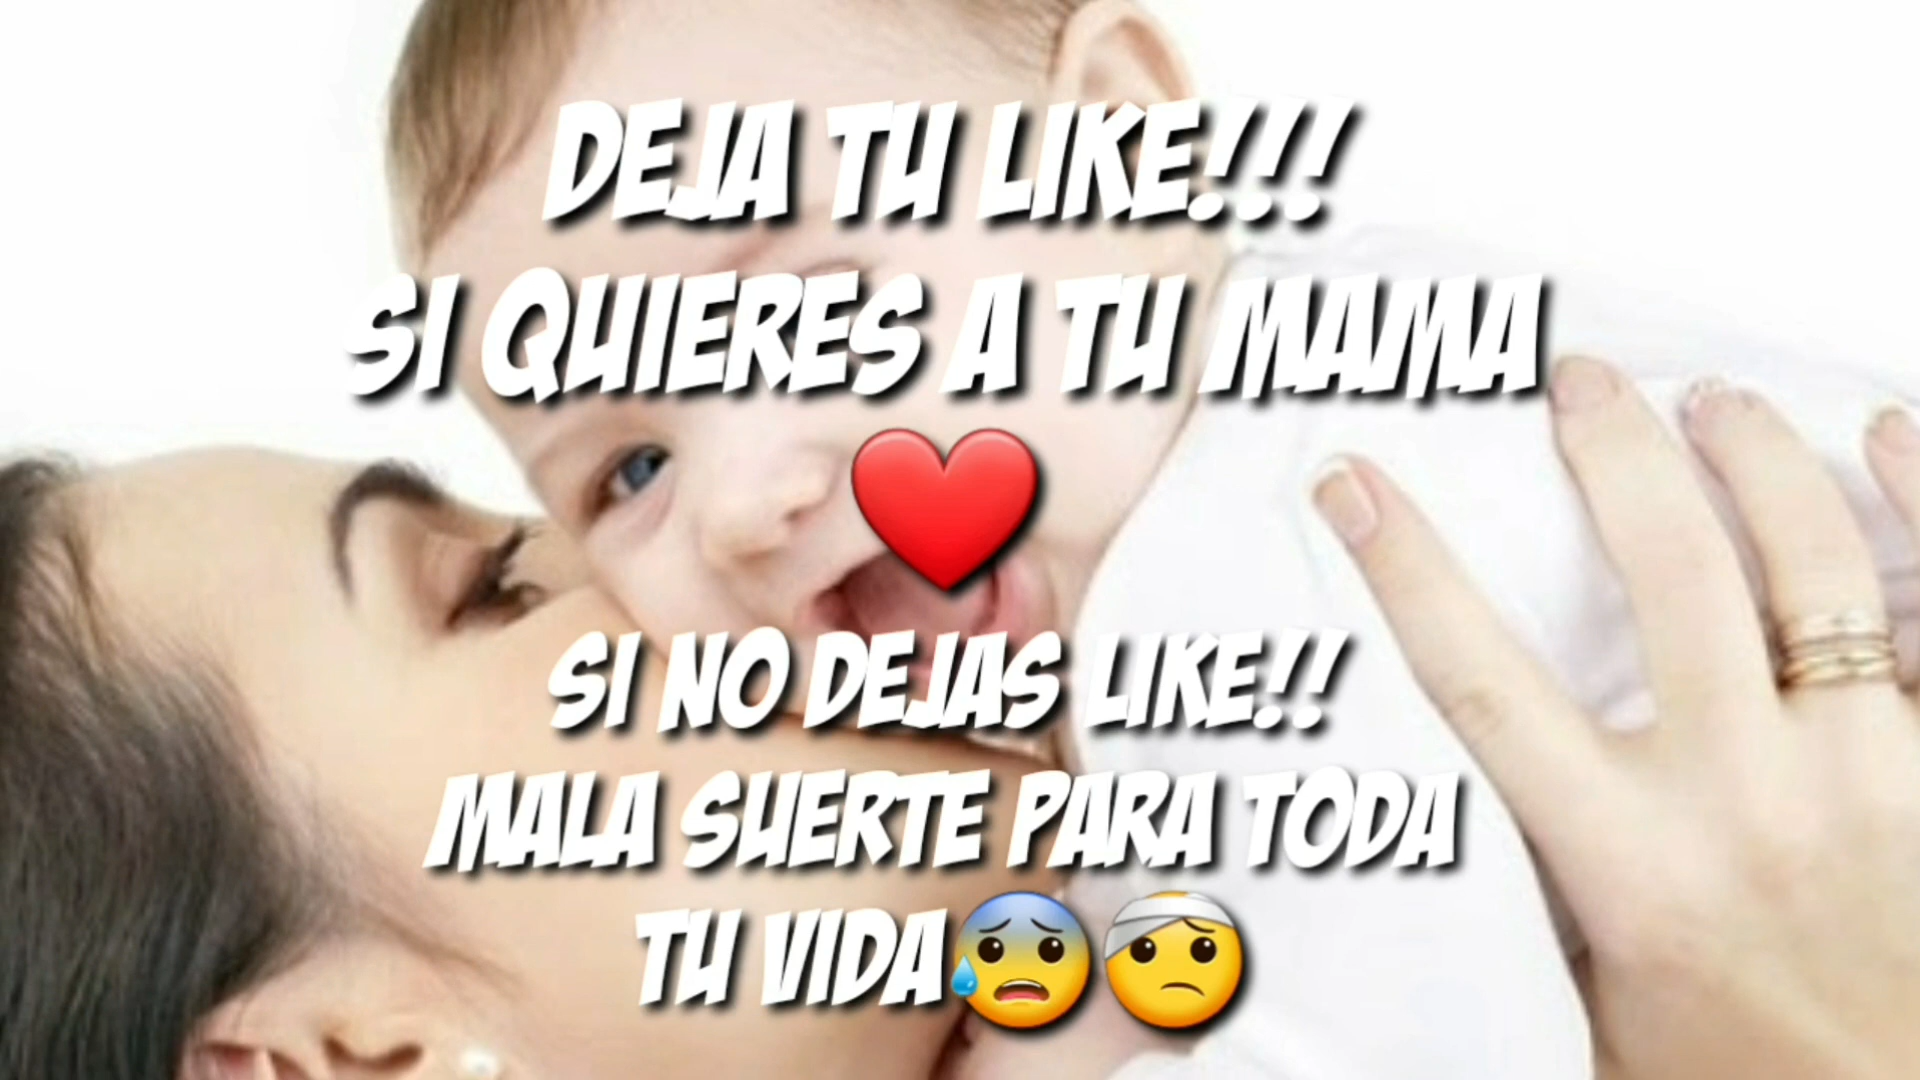 DEJA TU LIKE!!!
SI QUIERES A TU MAMA
❤️
SI NO DEJAS LIKE!!
MALA SUERTE PARA TODA
TU VIDA😰🤕